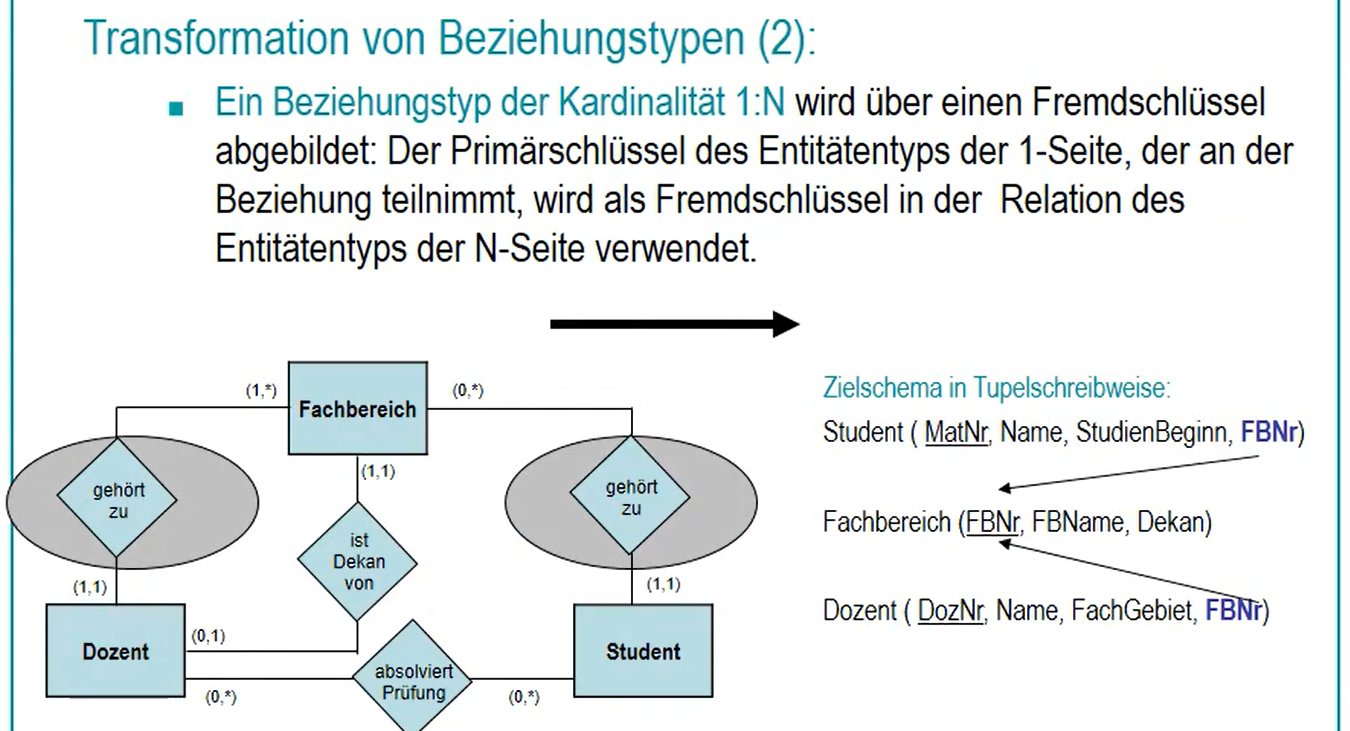 Transformation von Beziehungstypen (2):
■ Ein Beziehungstyp der Kardinalität 1:N wird über einen Fremdschlüssel
abgebildet: Der Primärschlüssel des Entitätentyps der 1-Seite, der an der
Beziehung teilnimmt, wird als Fremdschlüssel in der Relation des
Entitätentyps der N-Seite verwendet.
(1,*)
Fachbereich
(0,*)
(1,1)
gehört
zu
ist
Dekan
von
gehört
zu
(1,1)
(1,1)
Dozent
(0,1)
(0,*)
absolviert
Prüfung
(0,*)
Student
Zielschema in Tupelschreibweise:
Student ( MatNr, Name, StudienBeginn, FBNr)
Fachbereich (FBNr, FBName, Dekan)
Dozent ( DozNr, Name, FachGebiet, FBNr)